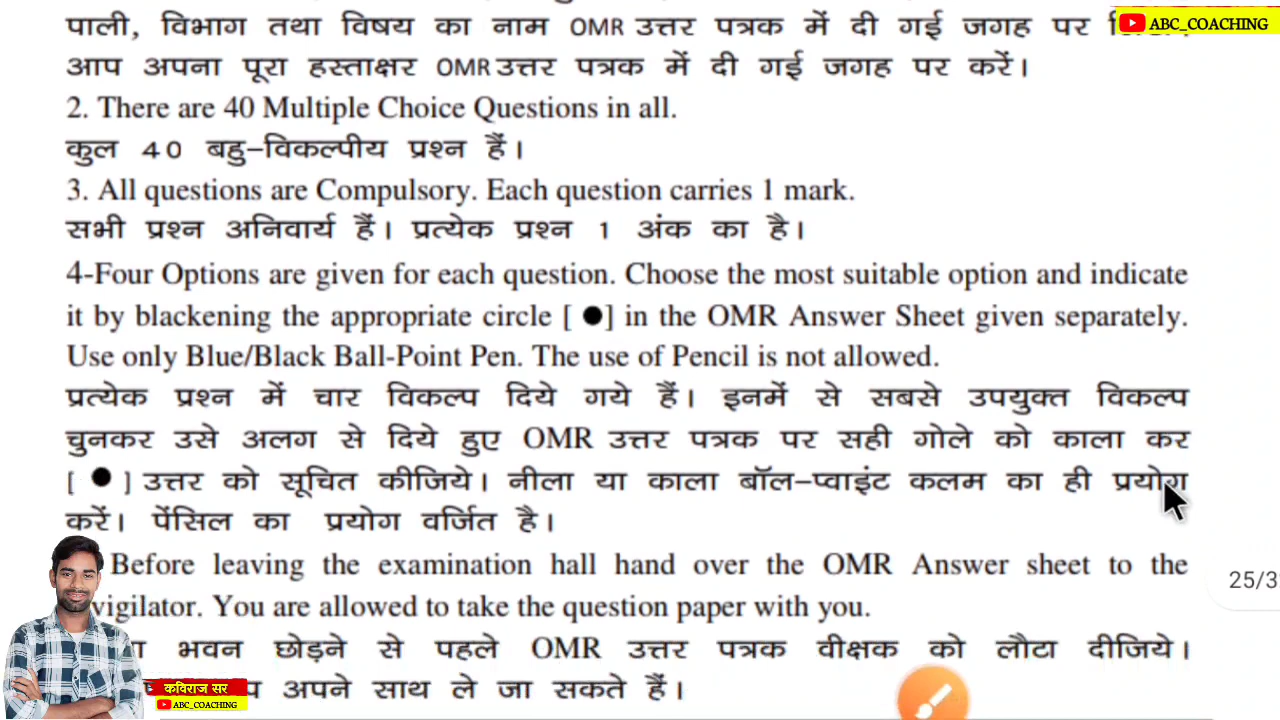 पाली, विभाग तथा विषय का नाम OMR उत्तर पत्रक में दी गई जगह पर
ABC_COACHING
आप अपना पूरा हस्ताक्षर OMR उत्तर पत्रक में दी गई जगह पर करें।
2. There are 40 Multiple Choice Questions in all.
कुल 40 बहु–विकल्पीय प्रश्न हैं।
3. All questions are Compulsory. Each question carries 1 mark.
सभी प्रश्न अनिवार्य हैं। प्रत्येक प्रश्न 1 अंक का है।
4-Four Options are given for each question. Choose the most suitable option and indicate
it by blackening the appropriate circle [ ●] in the OMR Answer Sheet given separately.
Use only Blue/Black Ball-Point Pen. The use of Pencil is not allowed.
प्रत्येक प्रश्न में चार विकल्प दिये गये हैं। इनमें से सबसे उपयुक्त विकल्प
चुनकर उसे अलग से दिये हुए OMR उत्तर पत्रक पर सही गोले को काला कर
[ ● ] उत्तर को सूचित कीजिये। नीला या काला बॉल–प्वाइंट कलम का ही प्रयोग
करें। पेंसिल का प्रयोग वर्जित है।
Before leaving the examination hall hand over the OMR Answer sheet to the
25/3
vigilator. You are allowed to take the question paper with you.
भवन छोड़ने से पहले OMR उत्तर पत्रक वीक्षक को लौटा दीजिये।
अपने साथ ले जा सकते हैं।
कविराज सर
ABC_COACHING